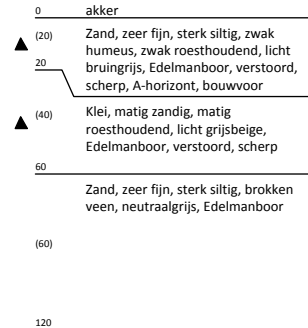 0 akker
(20) Zand, zeer fijn, sterk siltig, zwak
humeus, zwak roesthoudend, licht
bruingrijs, Edelmanboor, verstoord,
20 scherp, A-horizont, bouwvoor
(40) Klei, matig zandig, matig
roesthoudend, licht grijsbeige,
Edelmanboor, verstoord, scherp
60
Zand, zeer fijn, sterk siltig, brokken
veen, neutraalgrijs, Edelmanboor
(60)
120